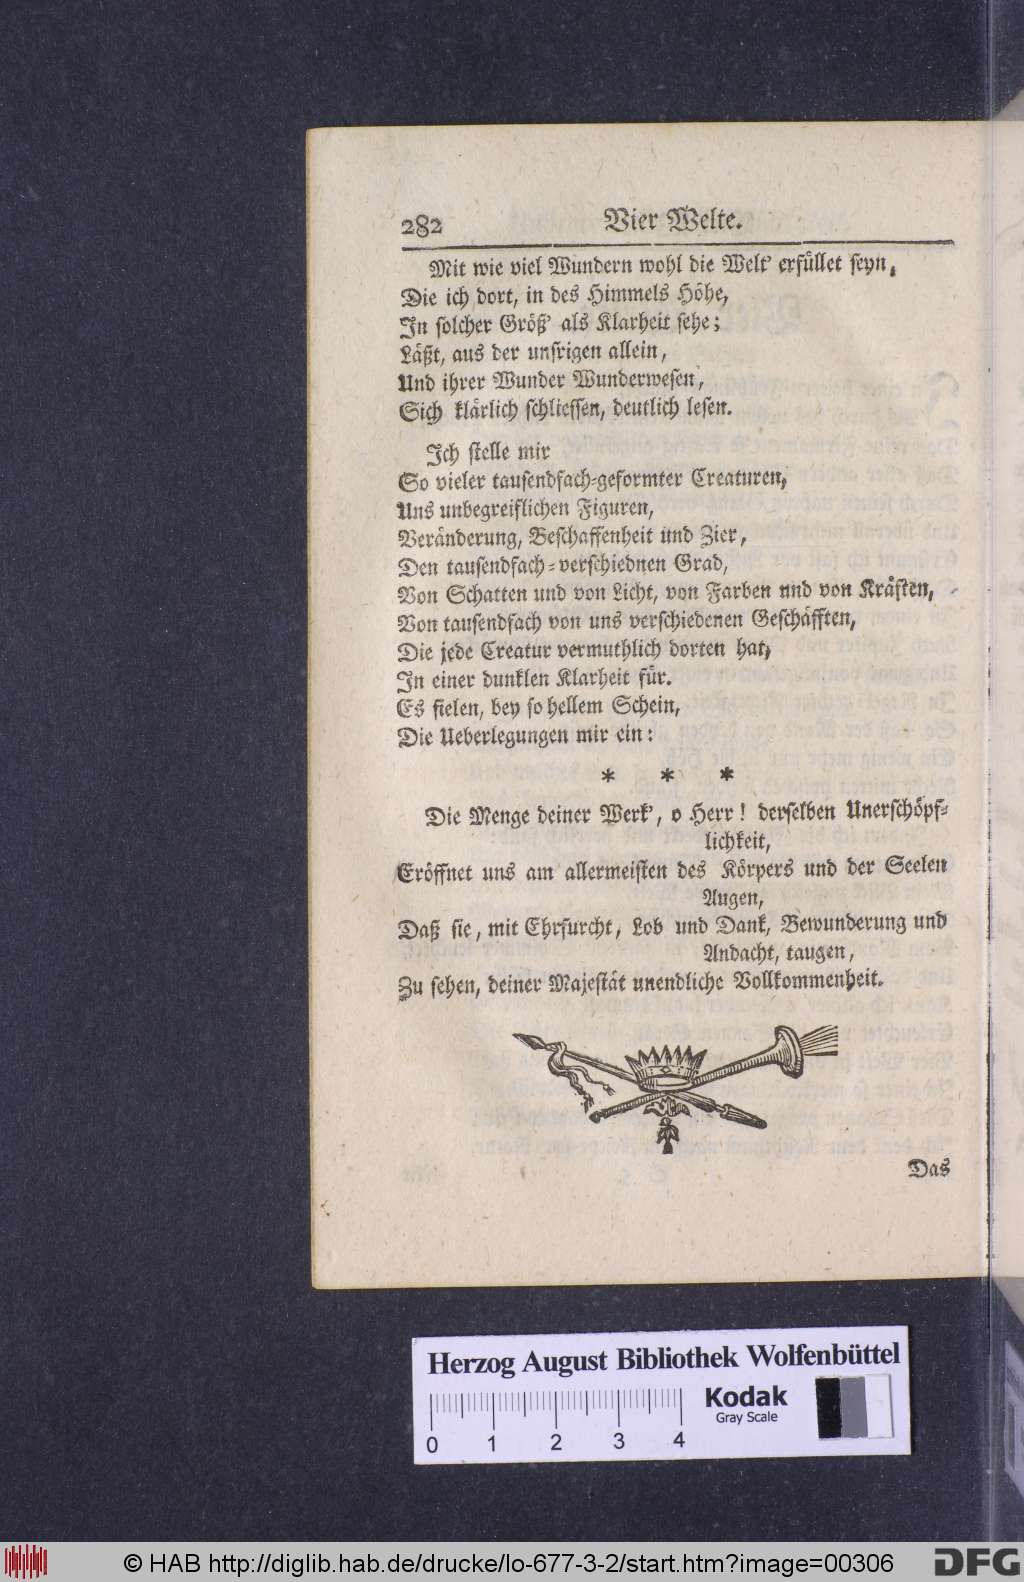 282 Vier Welte.
Mit wie viel Wundern wohl die Welt' erfüllet seyn,
Die ich dort, in des Himmels Höhe,
In solcher Größ' als Klarheit sehe;
Läßt, aus der unsrigen allein,
Und ihrer Wunder Wunderwesen,
Sich klärlich schliessen, deutlich lesen.
Ich stelle mir
So vieler tausendfach-geformter Creaturen,
Uns unbegreiflichen Figuren,
Veränderung, Beschaffenheit und Zier,
Den tausendfach-verschiednen Grad,
Von Schatten und von Licht, von Farben und von Kräften,
Von tausendfach von uns verschiedenen Geschäfften,
Die jede Creatur vermuthlich dorten hat,
In einer dunklen Klarheit für.
Es fielen, bey so hellem Schein,
Die Ueberlegungen mir ein:
* * *
Die Menge deiner Werk', o Herr! derselben Unerschöpf-
lichkeit,
Eröffnet uns am allermeisten des Körpers und der Seelen
Augen,
Daß sie, mit Ehrfurcht, Lob und Dank, Bewunderung und
Andacht, taugen,
Zu sehen, deiner Majestät unendliche Vollkommenheit.
Das
Herzog August Bibliothek Wolfenbüttel
Kodak
Gray Scale
0 1 2 3 4
© HAB http://diglib.hab.de/drucke/lo-677-3-2/start.htm?image=00306
DFG